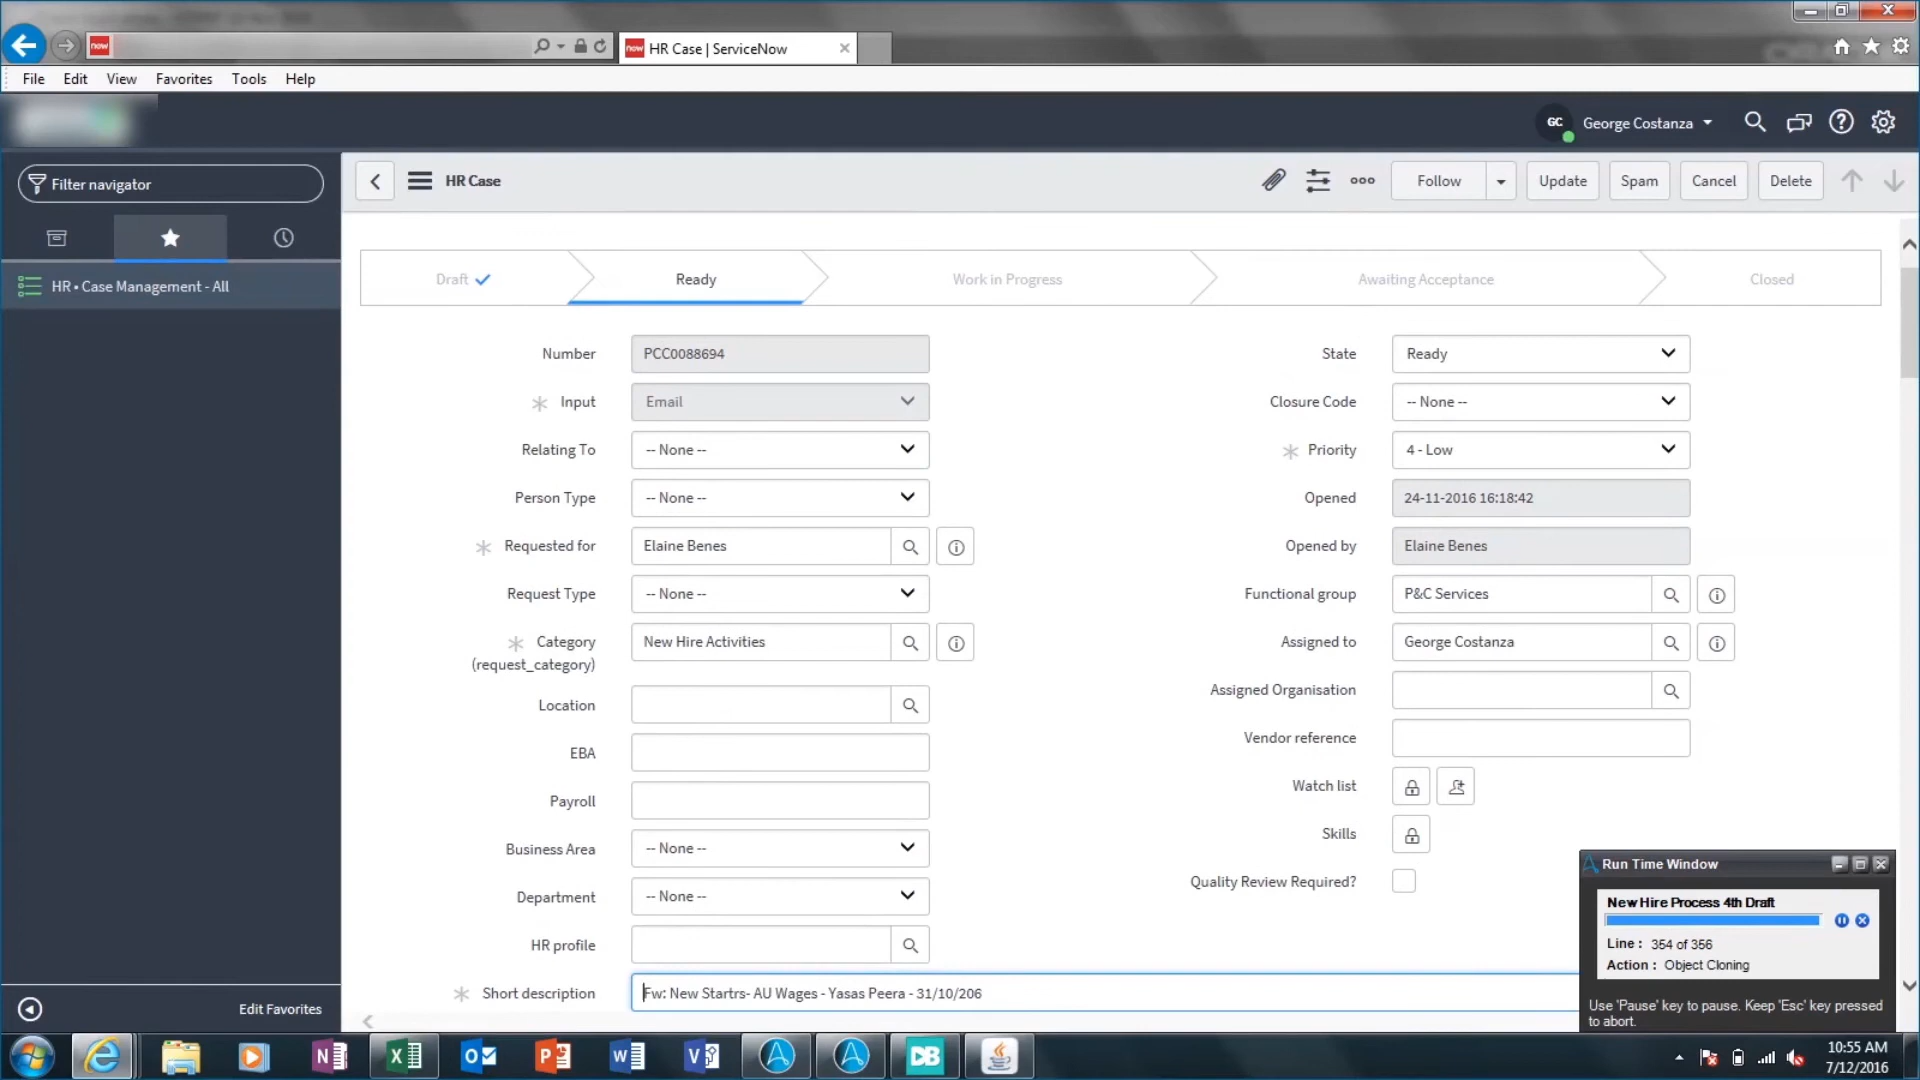 now
now HR Case | ServiceNow
File Edit View Favorites Tools Help
GC George Costanza
Filter navigator
HR Case
Follow Update Spam Cancel Delete
HR • Case Management - All
Draft Ready Work in Progress Awaiting Acceptance Closed
Number PCC0088694 State Ready
Input Email Closure Code -- None --
Relating To -- None -- Priority 4 - Low
Person Type -- None -- Opened 24-11-2016 16:18:42
Requested for Elaine Benes Opened by Elaine Benes
Request Type -- None -- Functional group P&C Services
Category New Hire Activities Assigned to George Costanza
(request_category)
Assigned Organisation
Location
Vendor reference
EBA
Watch list
Payroll
Skills
Business Area -- None --
Quality Review Required?
Department -- None --
HR profile
Short description Fw: New Startrs- AU Wages - Yasas Peera - 31/10/206
Run Time Window
New Hire Process 4th Draft
Line : 354 of 356
Action : Object Cloning
Use 'Pause' key to pause. Keep 'Esc' key pressed
to abort.
Edit Favorites
DB
10:55 AM
7/12/2016